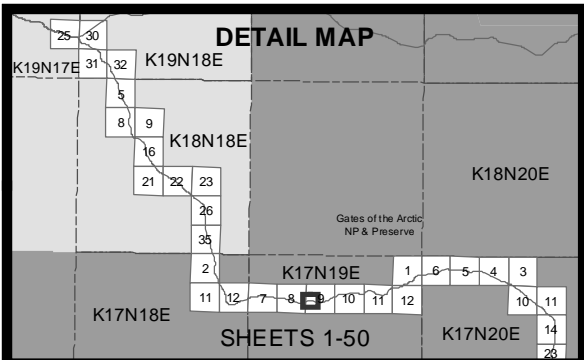 DETAIL MAP
25 30
K19N17E 31 32 K19N18E
5
8 9
16 K18N18E
21 22 23
K18N20E
26
Gates of the Arctic
NP & Preserve
35
2 K17N19E 1 6 5 4 3
11 12 7 8 9 10 11 12 10 11
K17N18E
SHEETS 1-50 K17N20E 14
23